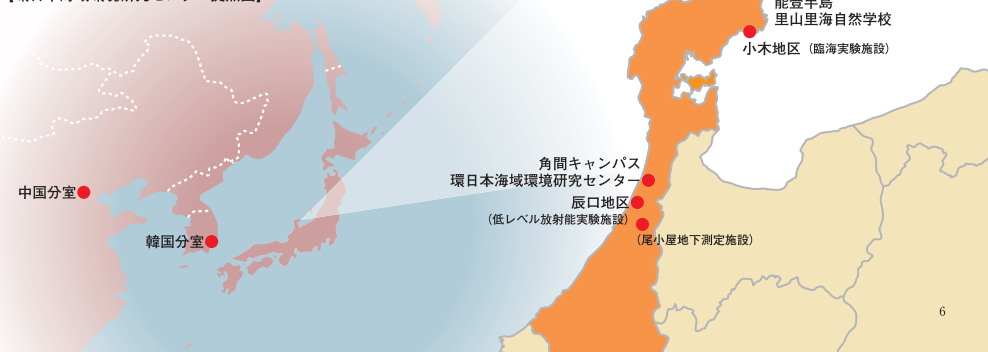 能登半島
里山里海自然学校
小木地区（臨海実験施設）
角間キャンパス
環日本海域環境研究センター
中国分室
辰口地区
（低レベル放射能実験施設）
韓国分室
（尾小屋地下測定施設）
6